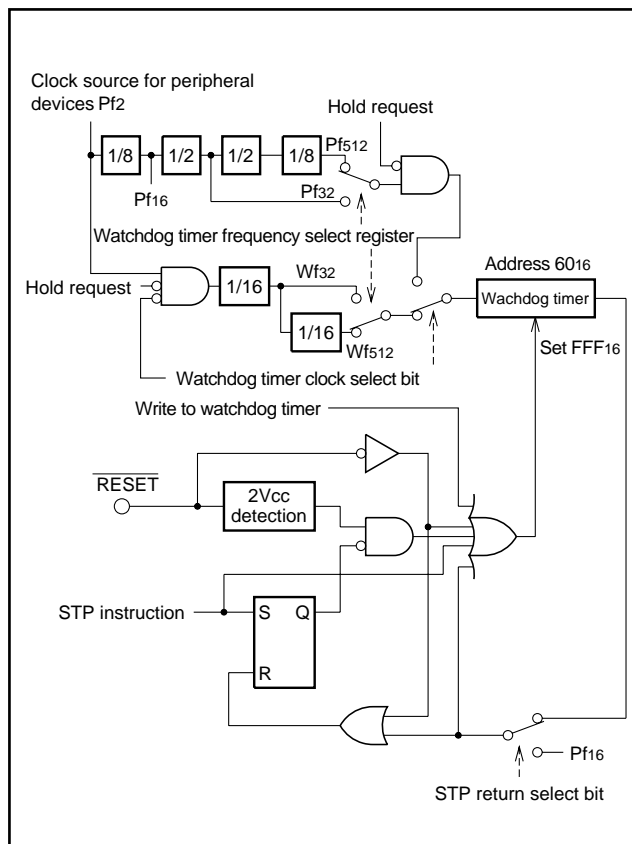 Clock source for peripheral
devices Pf2
Hold request
1/8
1/2
1/2
1/8
Pf512
Pf16
Pf32
Watchdog timer frequency select register
Hold request
1/16
Wf32
1/16
Wf512
Address 6016
Wachdog timer
Set FFF16
Watchdog timer clock select bit
Write to watchdog timer
RESET
2Vcc
detection
STP instruction
S
Q
R
Pf16
STP return select bit